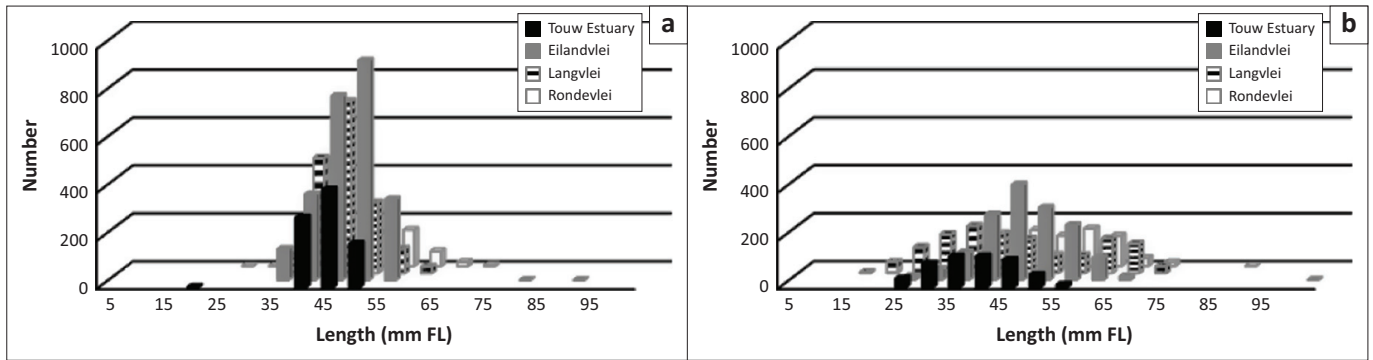 a
Touw Estuary
Eilandvlei
Langvlei
Rondevlei
Number
1000
800
600
400
200
0
5 15 25 35 45 55 65 75 85 95
Length (mm FL)
b
Touw Estuary
Eilandvlei
Langvlei
Rondevlei
Number
1000
800
600
400
200
0
5 15 25 35 45 55 65 75 85 95
Length (mm FL)